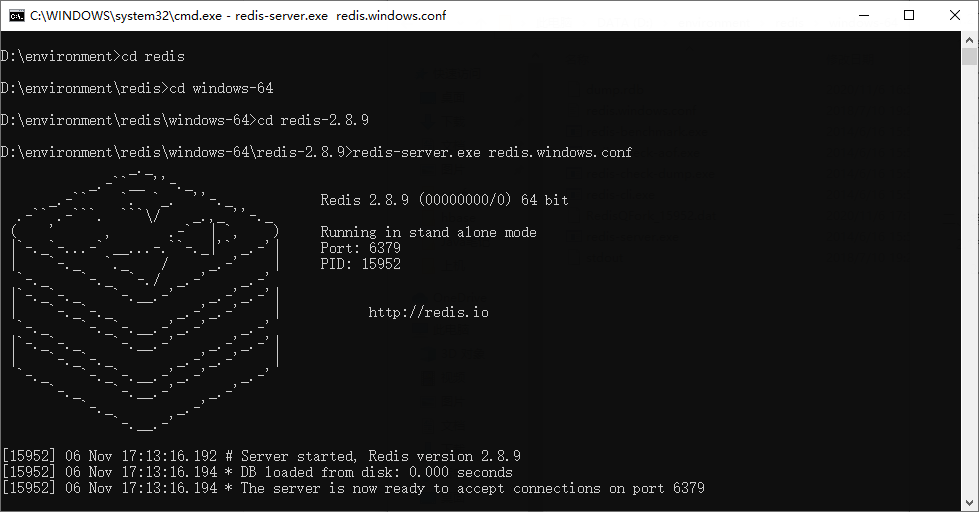 C:\WINDOWS\system32\cmd.exe - redis-server.exe redis.windows.conf
D:\environment>cd redis
D:\environment\redis>cd windows-64
D:\environment\redis\windows-64>cd redis-2.8.9
D:\environment\redis\windows-64\redis-2.8.9>redis-server.exe redis.windows.conf
Redis 2.8.9 (00000000/0) 64 bit
Running in stand alone mode
Port: 6379
PID: 15952
http://redis.io
[15952] 06 Nov 17:13:16.192 # Server started, Redis version 2.8.9
[15952] 06 Nov 17:13:16.194 * DB loaded from disk: 0.000 seconds
[15952] 06 Nov 17:13:16.194 * The server is now ready to accept connections on port 6379